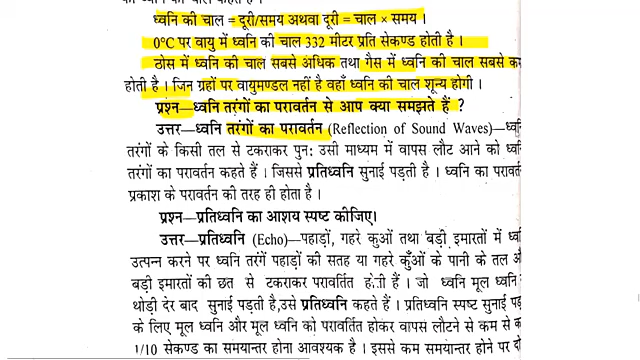 ध्वनि की चाल = दूरी/समय अथवा दूरी = चाल × समय ।
0°C पर वायु में ध्वनि की चाल 332 मीटर प्रति सेकण्ड होती है ।
ठोस में ध्वनि की चाल सबसे अधिक तथा गैस में ध्वनि की चाल सबसे
होती है । जिन ग्रहों पर वायुमण्डल नहीं है वहाँ ध्वनि की चाल शून्य होगी ।
प्रश्न—ध्वनि तरंगों का परावर्तन से आप क्या समझते हैं ?
उत्तर—ध्वनि तरंगों का परावर्तन (Reflection of Sound Waves)—
तरंगों के किसी तल से टकराकर पुन: उसी माध्यम में वापस लौट आने को
तरंगों का परावर्तन कहते हैं । जिससे प्रतिध्वनि सुनाई पड़ती है । ध्वनि का
प्रकाश के परावर्तन की तरह ही होता है ।
प्रश्न—प्रतिध्वनि का आशय स्पष्ट कीजिए।
उत्तर—प्रतिध्वनि (Echo)—पहाड़ों, गहरे कुओं तथा बड़ी इमारतों में
उत्पन्न करने पर ध्वनि तरंगें पहाड़ों की सतह या गहरे कुँओं के पानी के तल
बड़ी इमारतों की छत से टकराकर परावर्तित होती हैं । जो ध्वनि मूल ध्वनि
थोड़ी देर बाद सुनाई पड़ती है,उसे प्रतिध्वनि कहते हैं । प्रतिध्वनि स्पष्ट सुनाई
के लिए मूल ध्वनि और मूल ध्वनि को परावर्तित होकर वापस लौटने से कम से
1/10 सेकण्ड का समयान्तर होना आवश्यक है । इससे कम समयान्तर होने पर